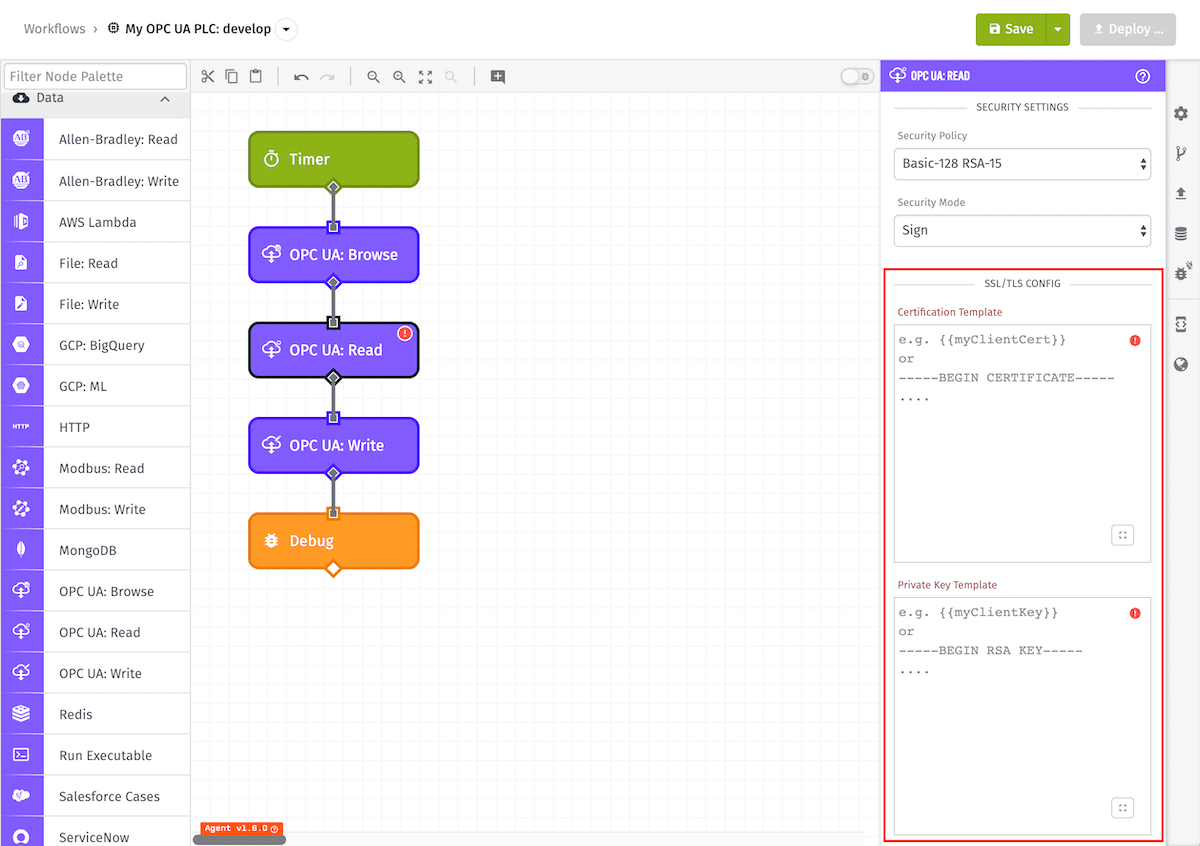 Workflows › My OPC UA PLC: develop
Save
Deploy ...
Filter Node Palette
Data
AB Allen-Bradley: Read
AB Allen-Bradley: Write
AWS Lambda
File: Read
File: Write
GCP: BigQuery
GCP: ML
HTTP HTTP
Modbus: Read
Modbus: Write
MongoDB
OPC UA: Browse
OPC UA: Read
OPC UA: Write
Redis
Run Executable
Salesforce Cases
ServiceNow
Timer
OPC UA: Browse
OPC UA: Read
OPC UA: Write
Debug
Agent v1.6.0
OPC UA: READ
SECURITY SETTINGS
Security Policy
Basic-128 RSA-15
Security Mode
Sign
SSL/TLS CONFIG
Certification Template
e.g. {{myClientCert}}
or
-----BEGIN CERTIFICATE-----
....
Private Key Template
e.g. {{myClientKey}}
or
-----BEGIN RSA KEY-----
....